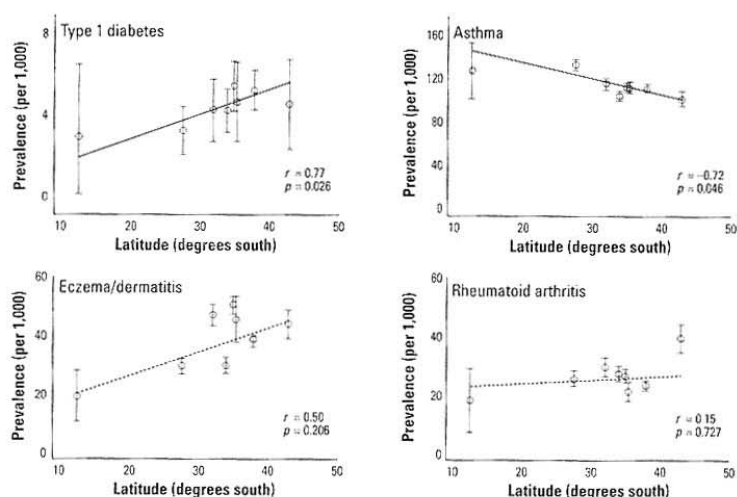 Type 1 diabetes
Prevalence (per 1,000)
8
4
0
r = 0.77
p = 0.026
10 20 30 40 50
Latitude (degrees south)
Asthma
Prevalence (per 1,000)
160
120
80
40
0
r = –0.72
p = 0.046
10 20 30 40 50
Latitude (degrees south)
Eczema/dermatitis
Prevalence (per 1,000)
60
40
20
0
r = 0.50
p = 0.206
10 20 30 40 50
Latitude (degrees south)
Rheumatoid arthritis
Prevalence (per 1,000)
60
40
20
0
r = 0.15
p = 0.727
10 20 30 40 50
Latitude (degrees south)